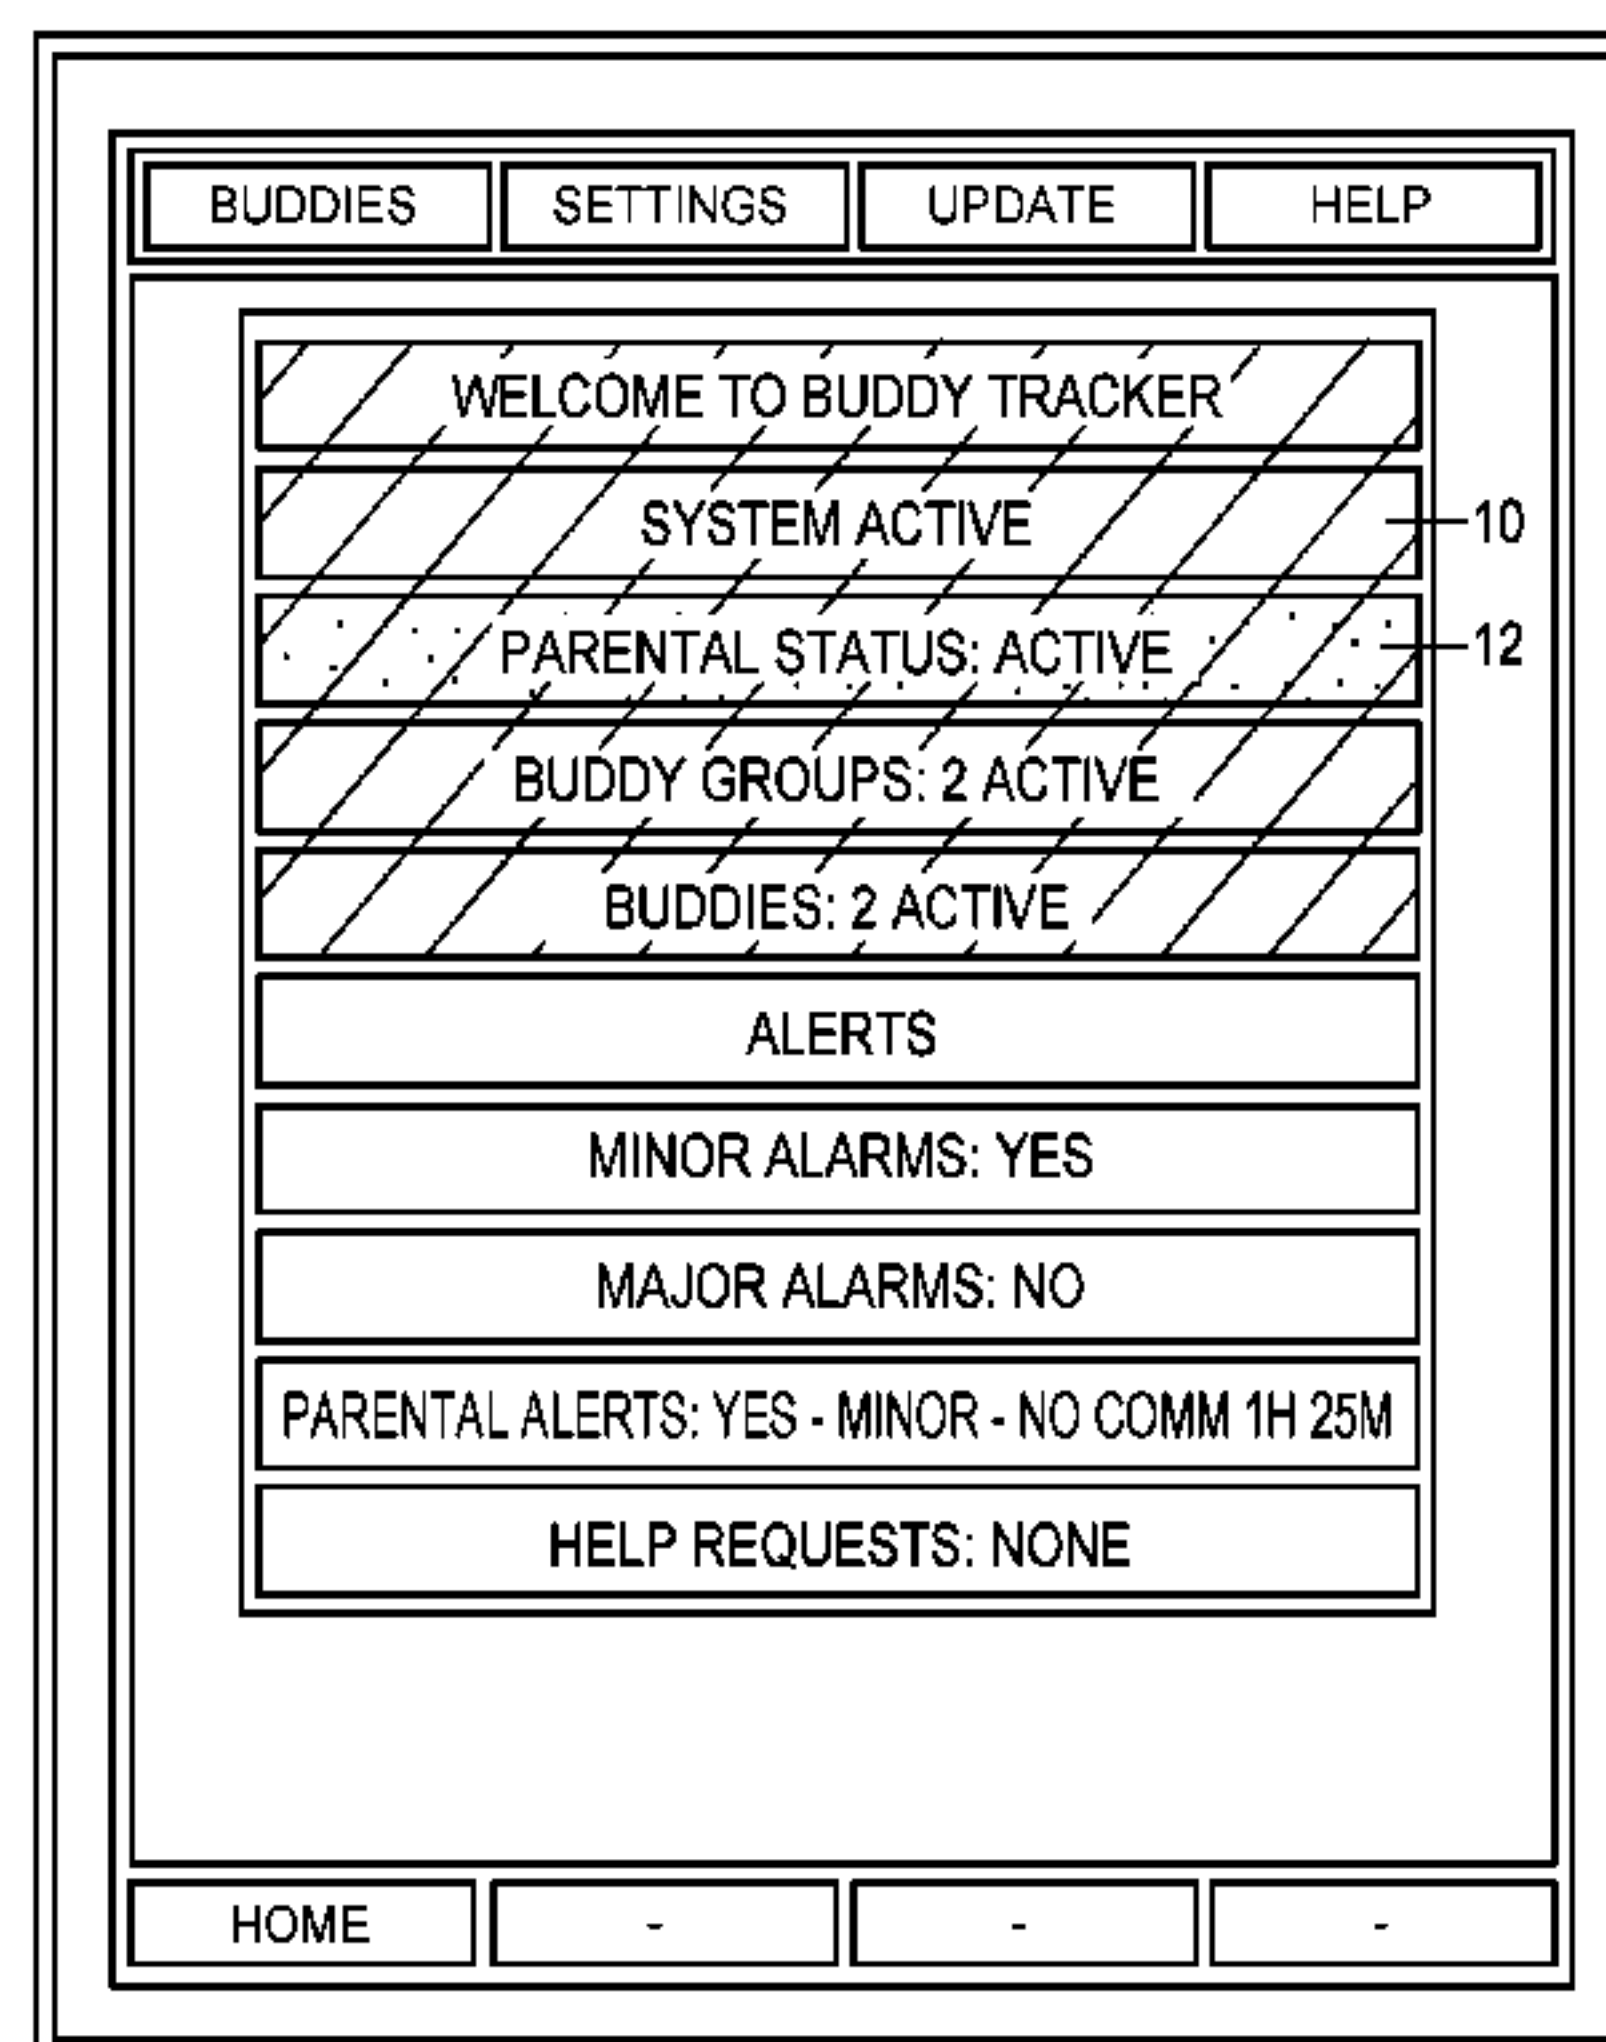 BUDDIES SETTINGS UPDATE HELP
WELCOME TO BUDDY TRACKER
SYSTEM ACTIVE 10
PARENTAL STATUS: ACTIVE 12
BUDDY GROUPS: 2 ACTIVE
BUDDIES: 2 ACTIVE
ALERTS
MINOR ALARMS: YES
MAJOR ALARMS: NO
PARENTAL ALERTS: YES - MINOR - NO COMM 1H 25M
HELP REQUESTS: NONE
HOME - - -